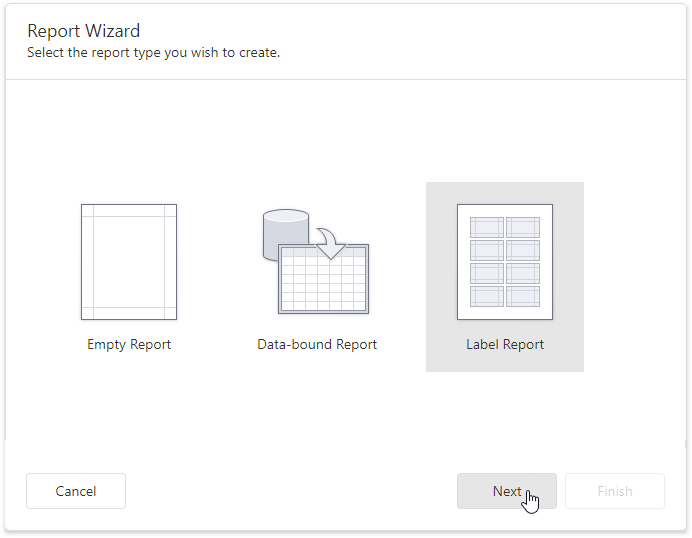 Report Wizard
Select the report type you wish to create.
Empty Report
Data-bound Report
Label Report
Cancel
Next
Finish